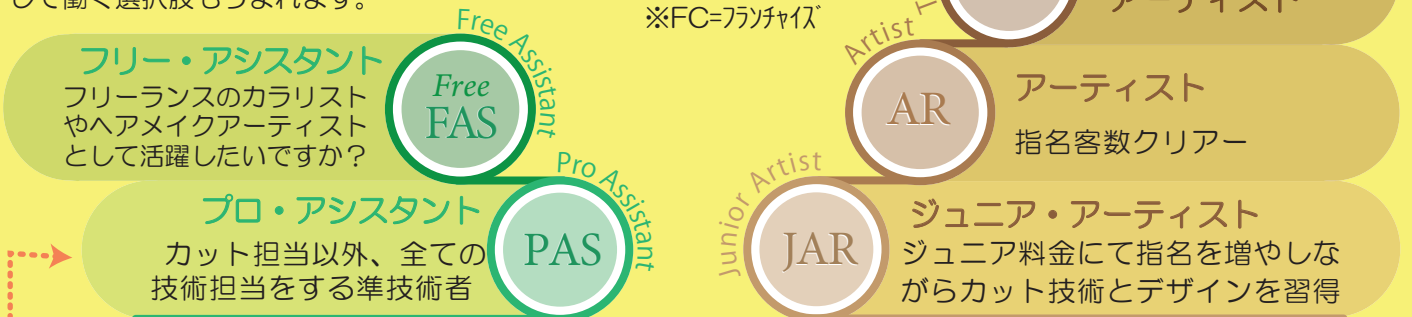 して働く選択肢もうまれます。
※FC=ﾌﾗﾝﾁｬｲｽﾞ
Free Assistant
フリー・アシスタント
フリーランスのカラリスト
やヘアメイクアーティスト
として活躍したいですか？
Free
FAS
Pro Assistant
プロ・アシスタント
カット担当以外、全ての
技術担当をする準技術者
PAS
アーティスト
Artist
AR
アーティスト
指名客数クリアー
Junior Artist
JAR
ジュニア・アーティスト
ジュニア料金にて指名を増やしな
がらカット技術とデザインを習得